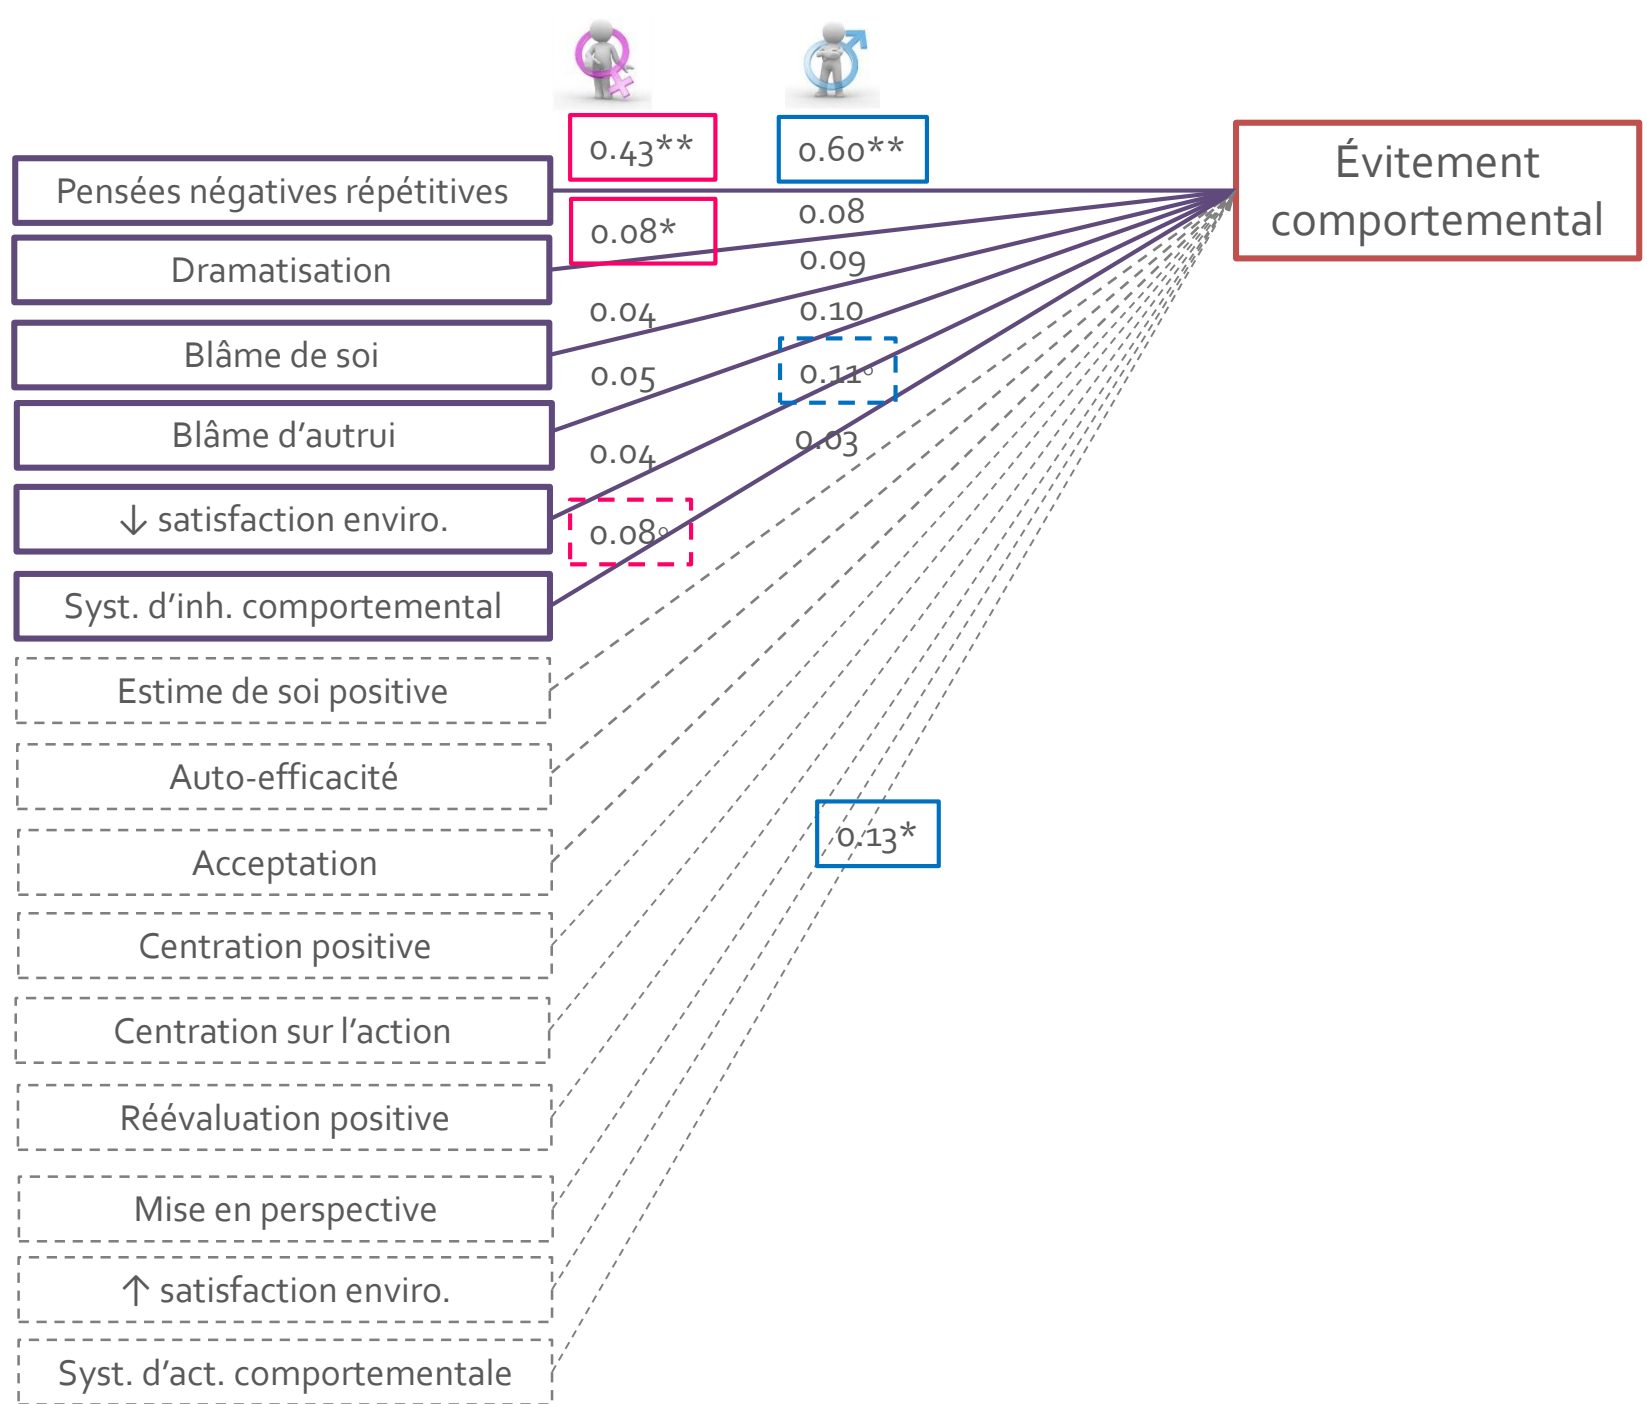 0.43**
0.60**
Évitement
comportemental
Pensées négatives répétitives
0.08*
0.08
Dramatisation
0.09
0.04
0.10
Blâme de soi
0.05
0.11°
Blâme d'autrui
0.04
0.03
↓ satisfaction enviro.
0.08°
Syst. d'inh. comportemental
Estime de soi positive
Auto-efficacité
0.13*
Acceptation
Centration positive
Centration sur l'action
Réévaluation positive
Mise en perspective
↑ satisfaction enviro.
Syst. d'act. comportementale